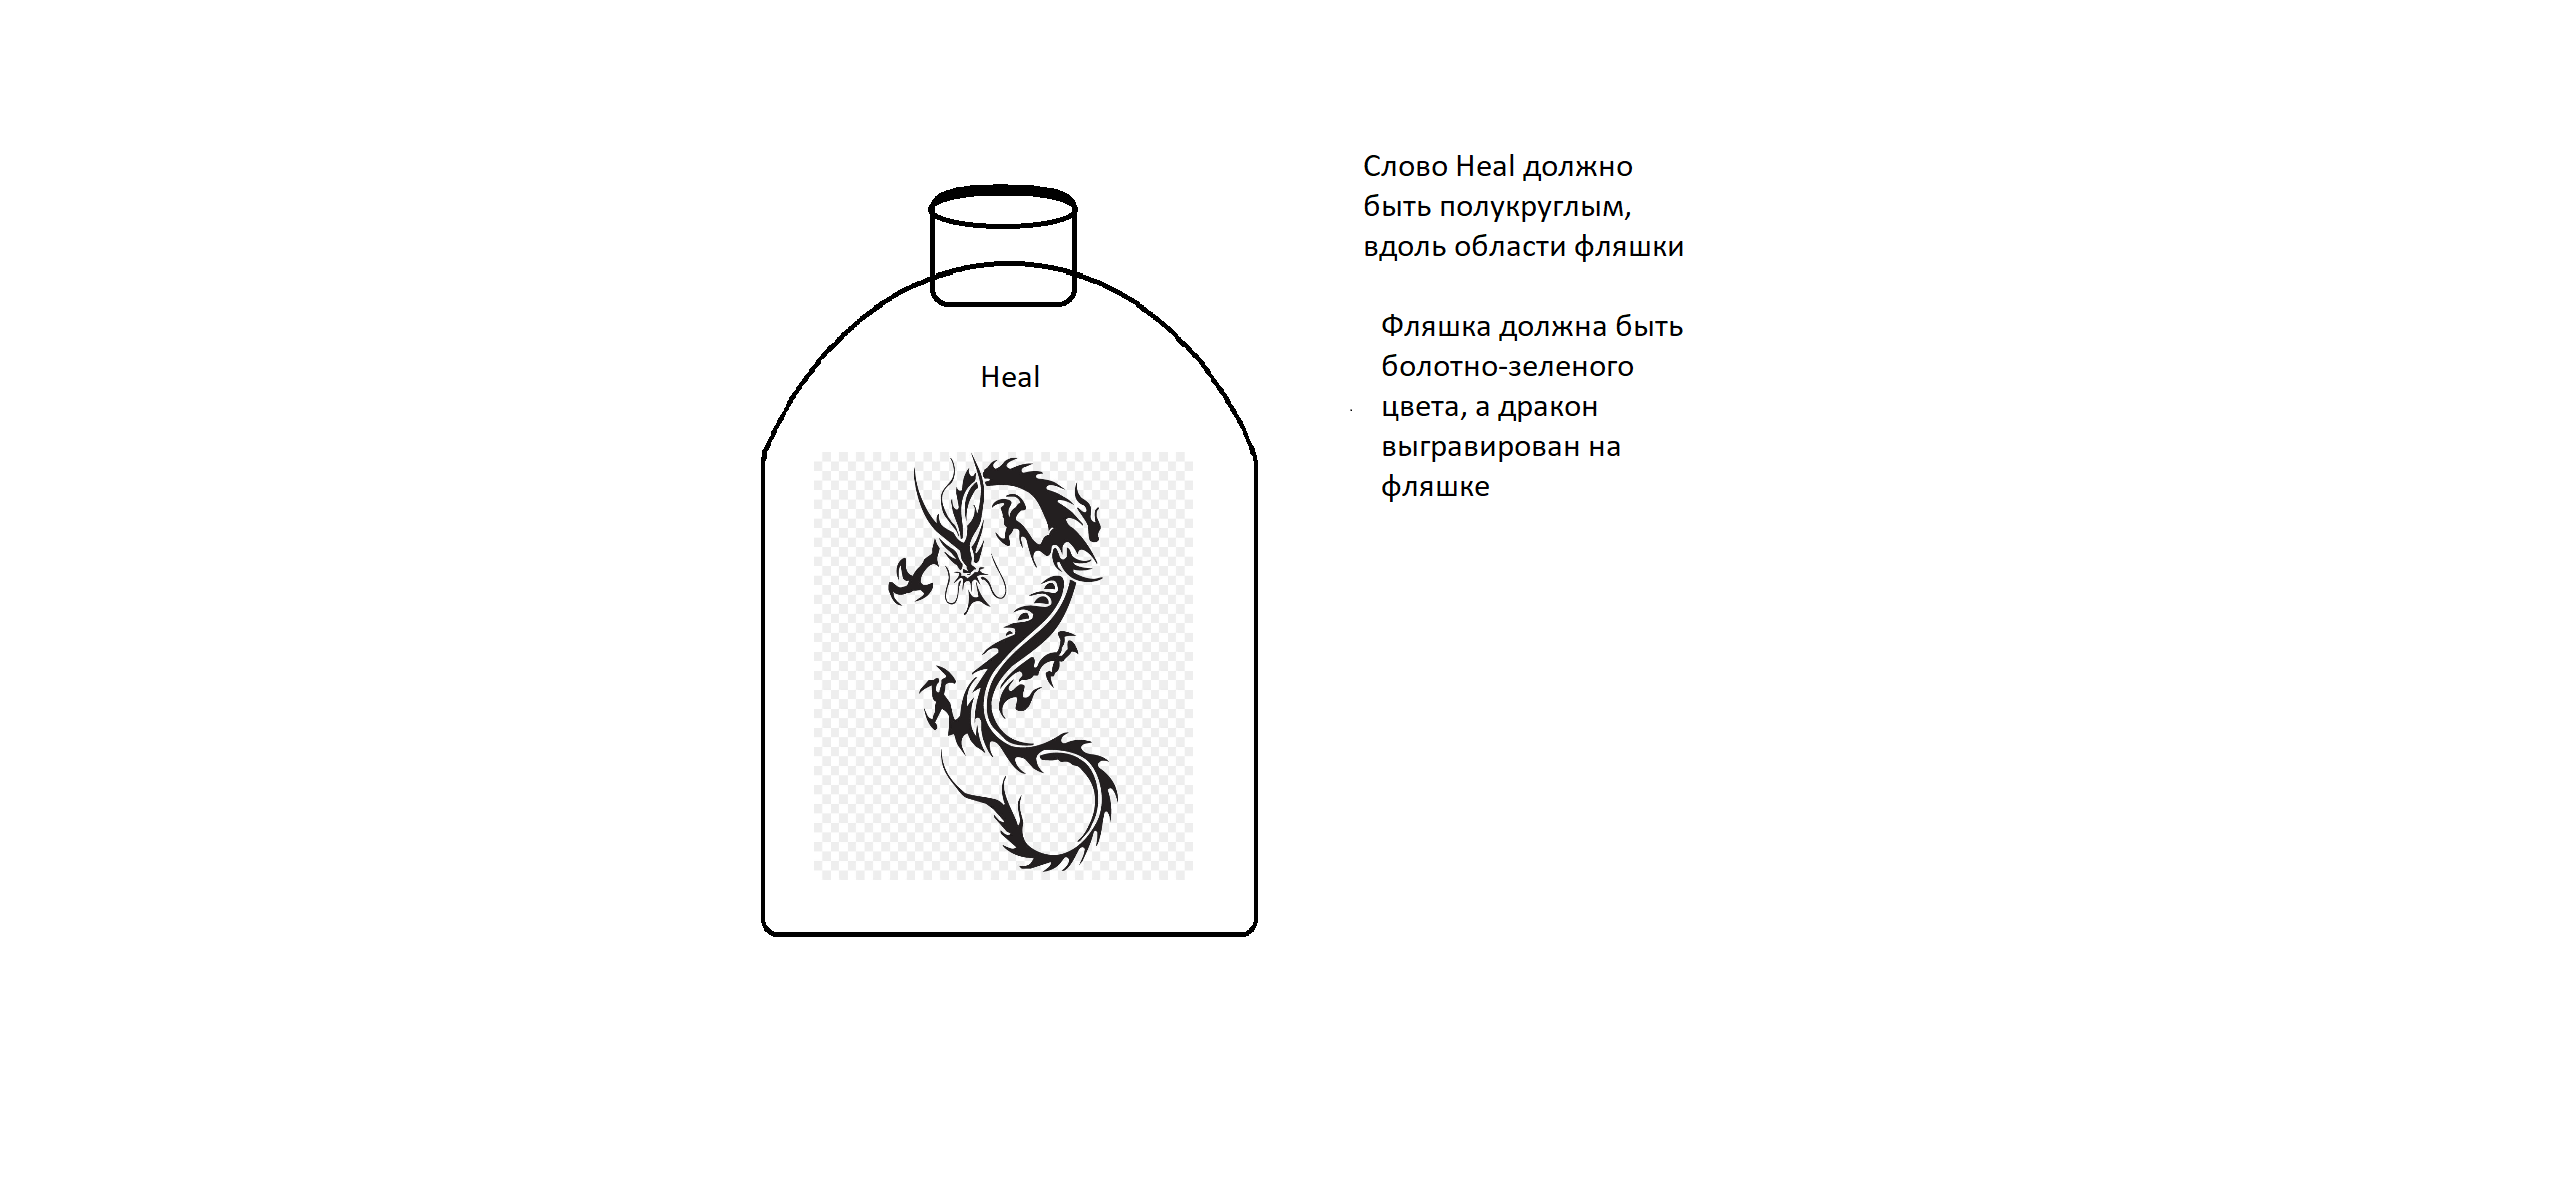 Heal
Слово Heal должно
быть полукруглым,
вдоль области фляшки
Фляшка должна быть
болотно-зеленого
цвета, а дракон
выгравирован на
фляшке